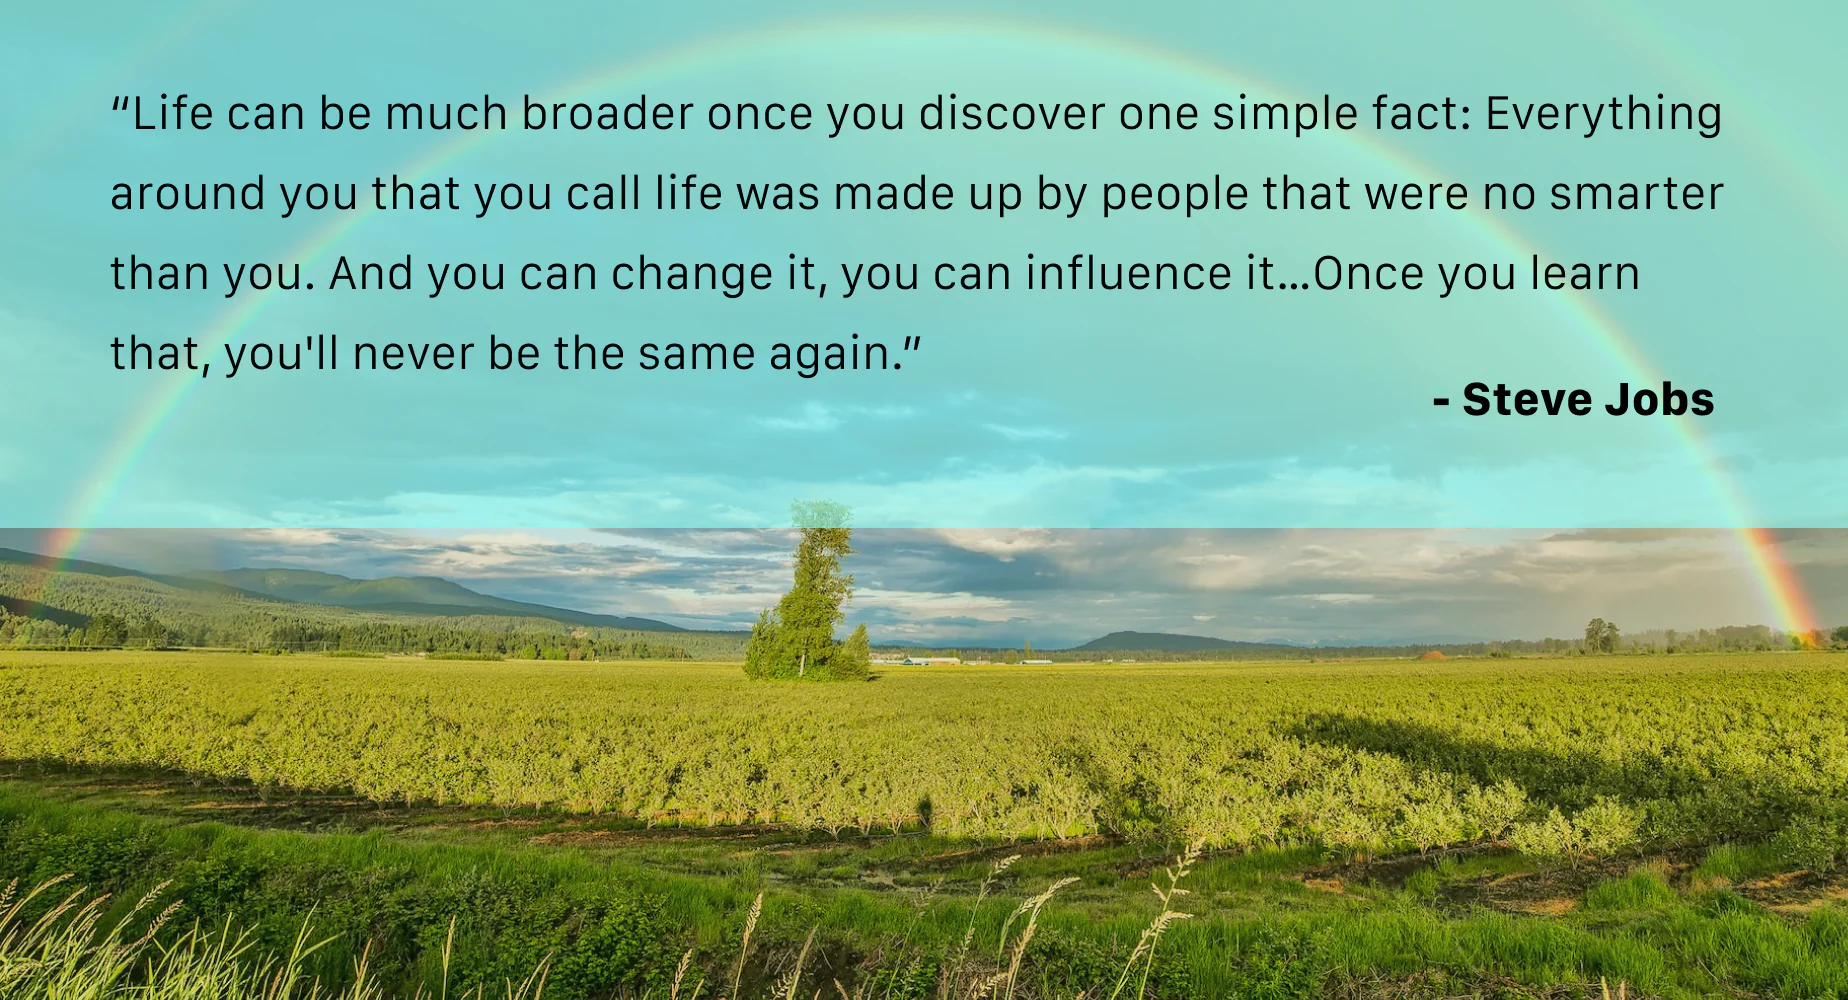 “Life can be much broader once you discover one simple fact: Everything
around you that you call life was made up by people that were no smarter
than you. And you can change it, you can influence it...Once you learn
that, you'll never be the same again.”
- Steve Jobs